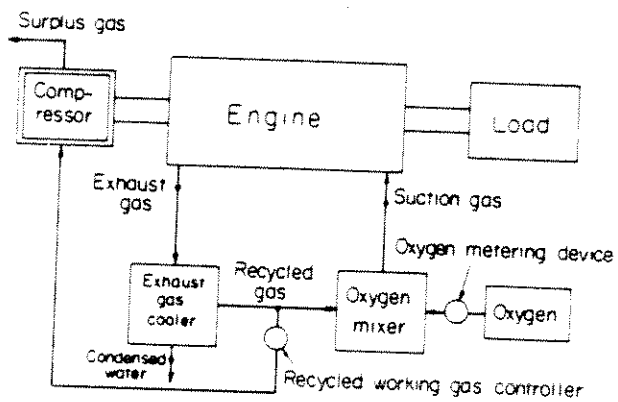 Surplus gas
Comp-
ressor
Engine
Load
Exhaust
gas
Suction gas
Oxygen metering device
Exhaust
gas
cooler
Recycled
gas
Oxygen
mixer
Oxygen
Condensed
water
Recycled working gas controller